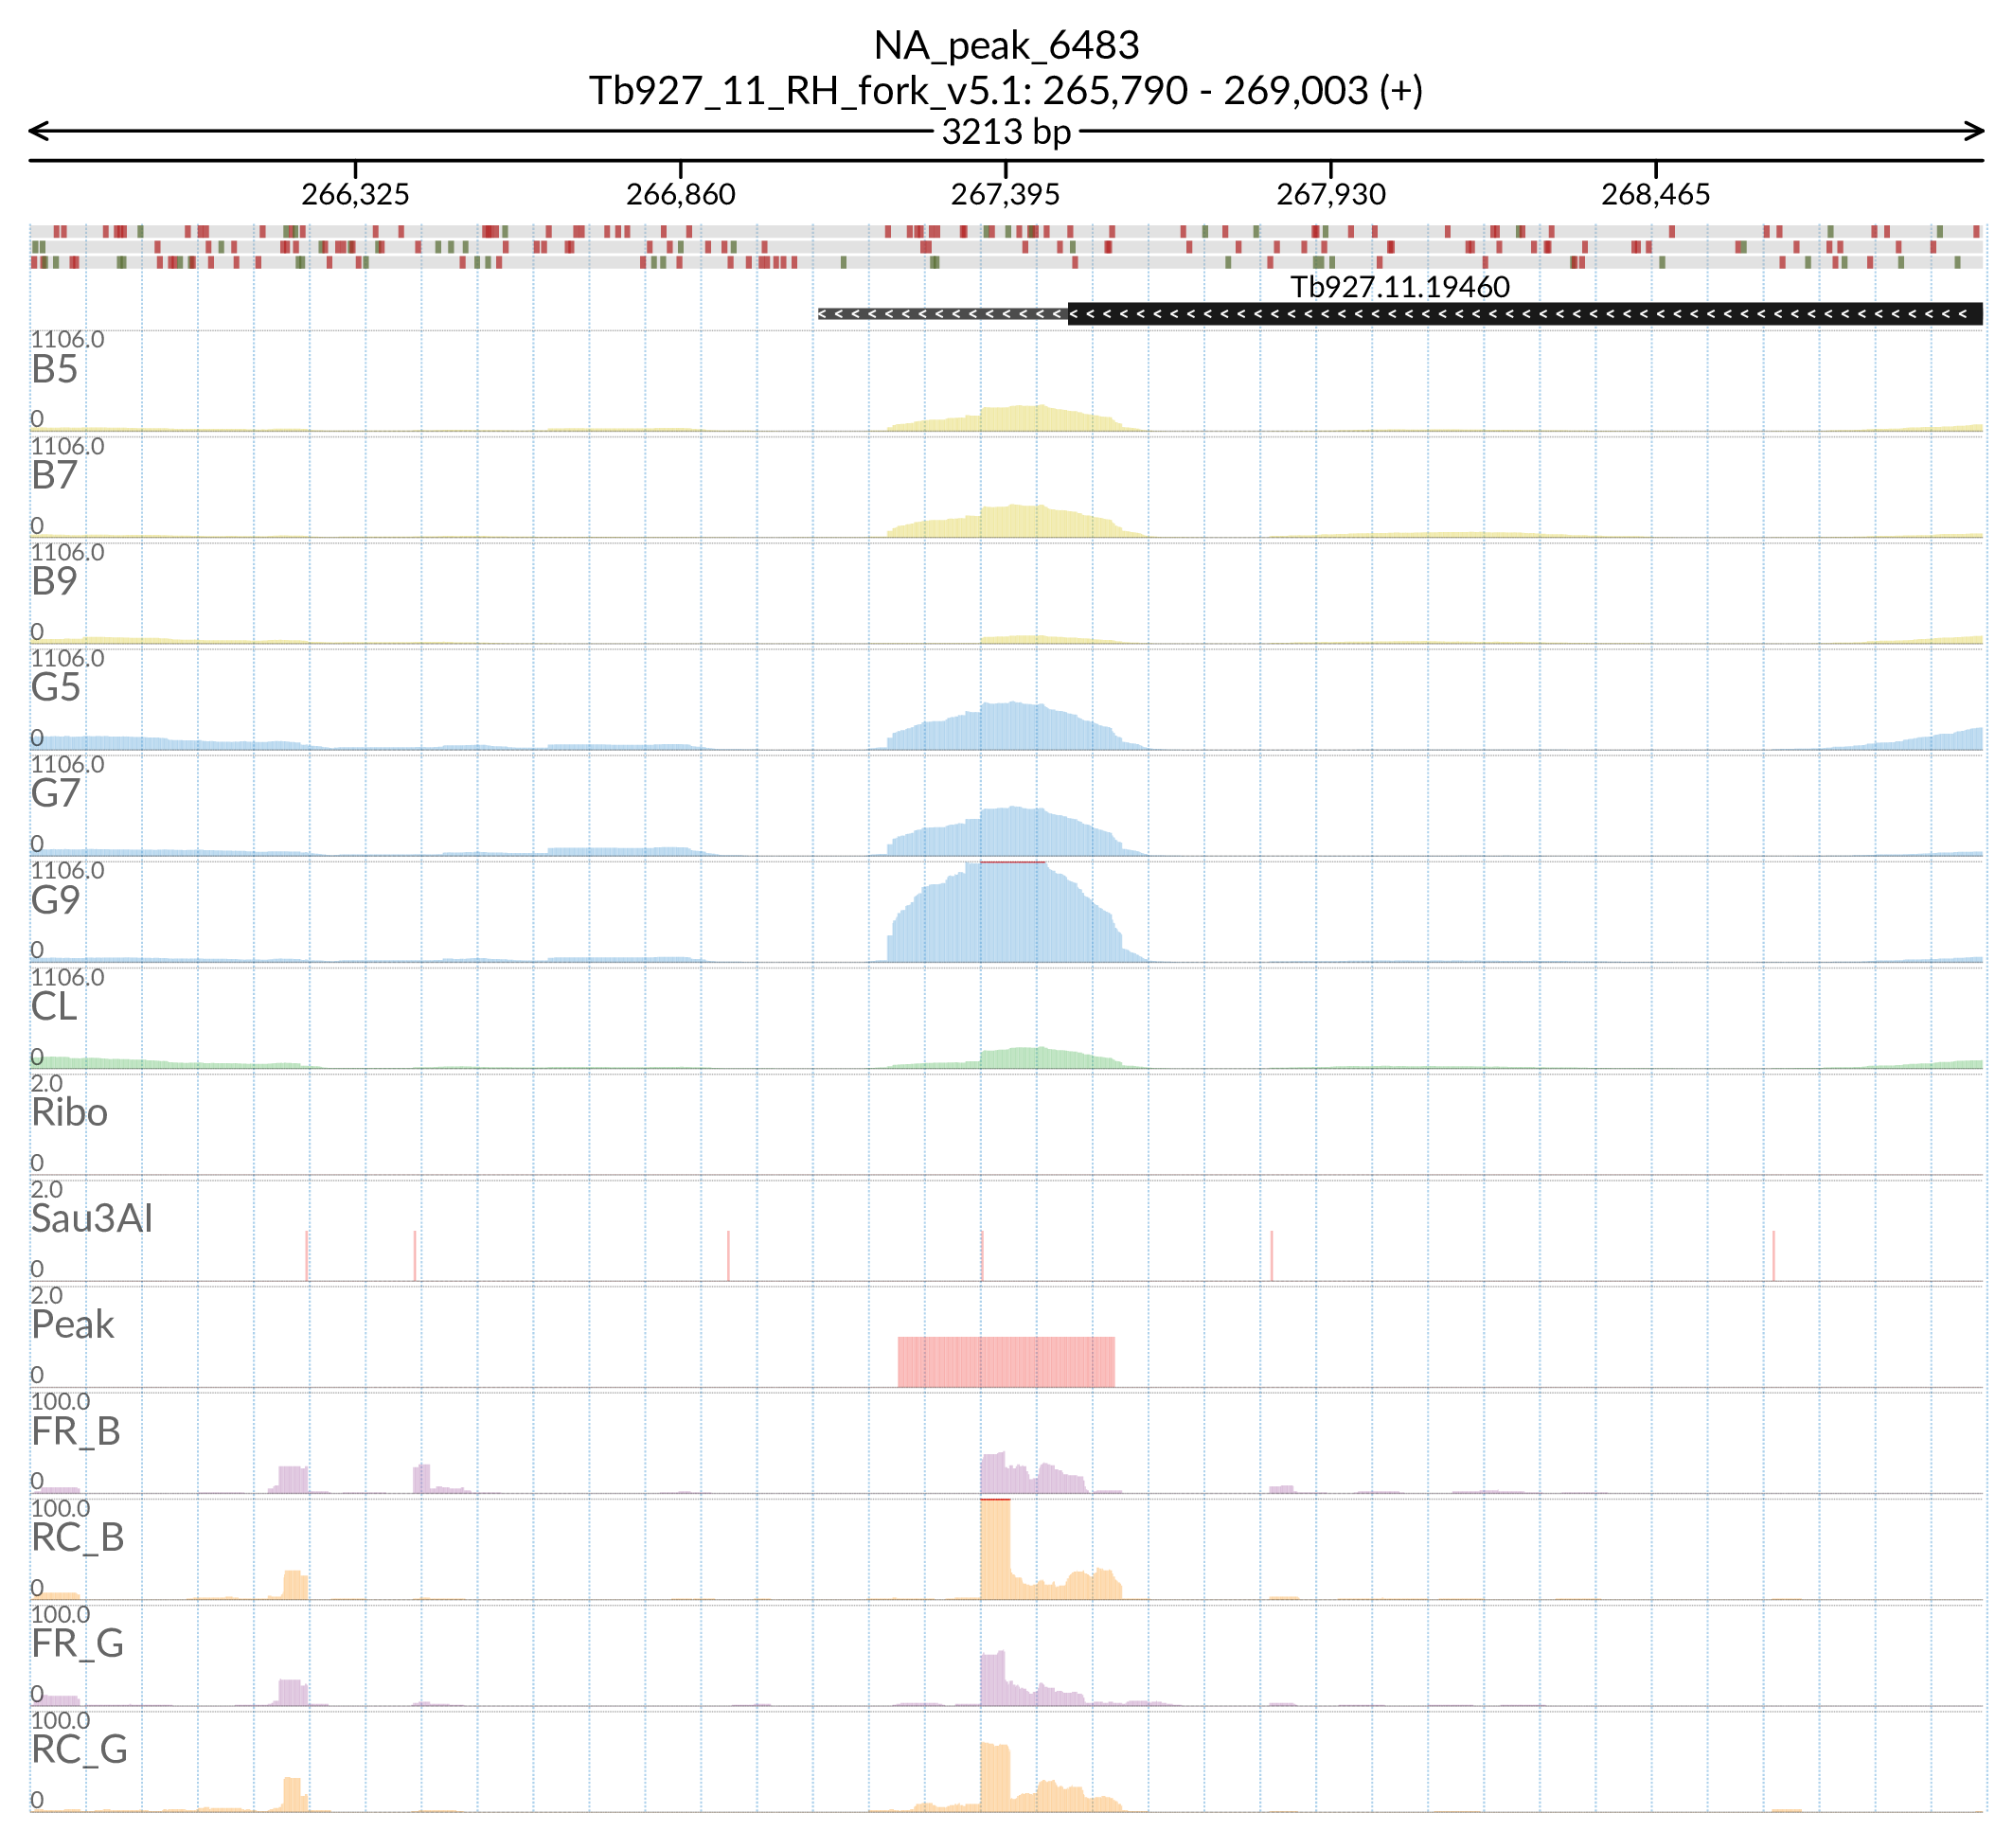 NA_peak_6483
Tb927_11_RH_fork_v5.1: 265,790 - 269,003 (+)
3213 bp
266,325 266,860 267,395 267,930 268,465
Tb927.11.19460
1106.0
B5
0
1106.0
B7
0
1106.0
B9
0
1106.0
G5
0
1106.0
G7
0
1106.0
G9
0
1106.0
CL
0
2.0
Ribo
0
2.0
Sau3AI
0
2.0
Peak
0
100.0
FR_B
0
100.0
RC_B
0
100.0
FR_G
0
100.0
RC_G
0